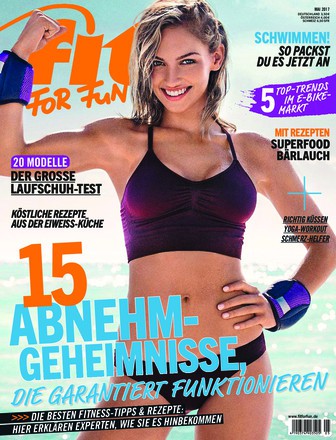 MAI 2017
fit
FOR FUN
SCHWIMMEN!
SO PACKST
DU ES JETZT AN
5 TOP-TRENDS
IM E-BIKE-
MARKT
MIT REZEPTEN
SUPERFOOD
BÄRLAUCH
+
RICHTIG KÜSSEN
YOGA-WORKOUT
SCHMERZ-HELFER
20 MODELLE
DER GROSSE
LAUFSCHUH-TEST
KÖSTLICHE REZEPTE
AUS DER EIWEISS-KÜCHE
15
ABNEHM-
GEHEIMNISSE,
DIE GARANTIERT FUNKTIONIEREN
>>> DIE BESTEN FITNESS-TIPPS & REZEPTE:
HIER ERKLÄREN EXPERTEN, WIE SIE ES HINBEKOMMEN
www.fitforfun.de